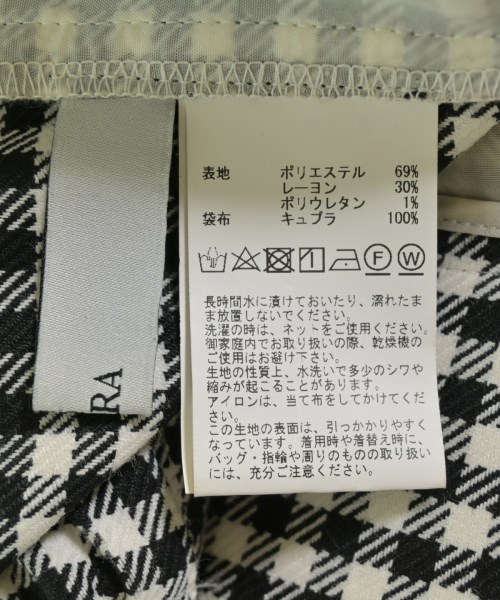 表地 ポリエステル 69%
レーヨン 30%
ポリウレタン 1%
袋布 キュプラ 100%
F W
長時間水に漬けておいたり、濡れたまま
ま放置しないでください。
洗濯の時は、ネットをご使用ください。
御家庭内でお取り扱いの際、乾燥機の
ご使用はお避け下さい。
生地の性質上、水洗いで多少のシワや
縮みが起こることがあります。
アイロンは、当て布をしてかけてください。
この生地の表面は、引っかかりやすく
なっています。着用時や着替え時に、
バッグ・指輪や周りのものの取り扱い
には、充分ご注意ください。
RA